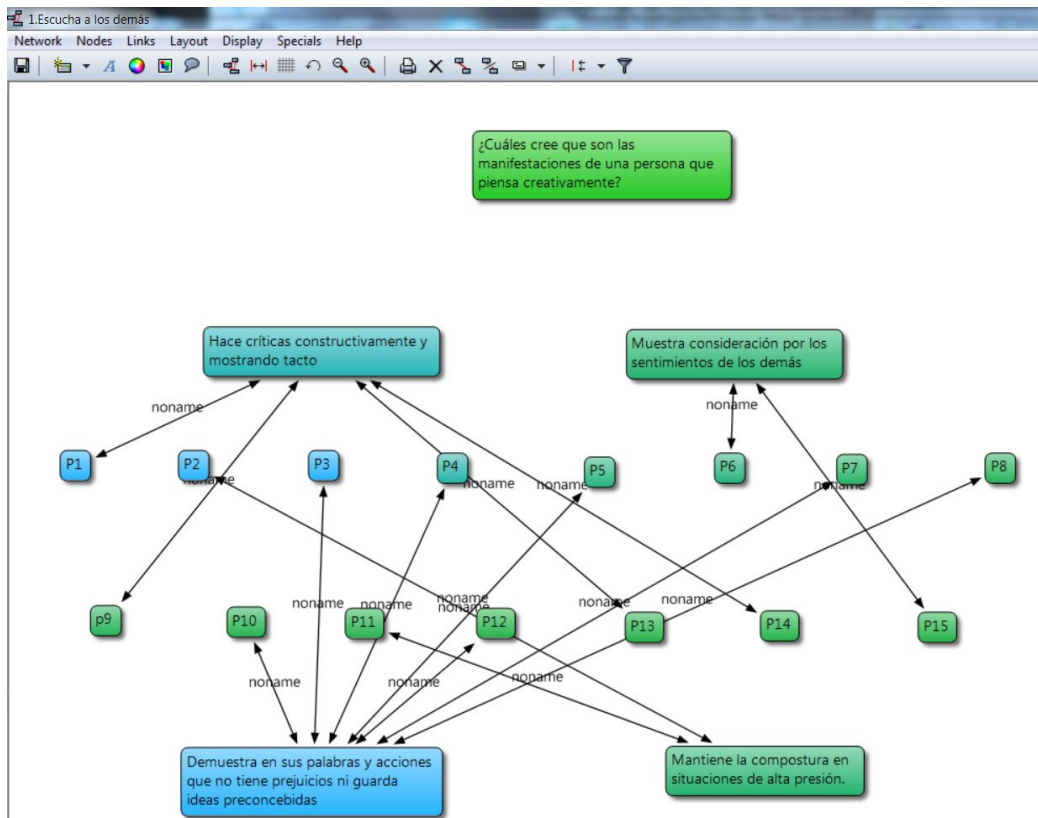 1.Escucha a los demás
Network Nodes Links Layout Display Specials Help
¿Cuáles cree que son las
manifestaciones de una persona que
piensa creativamente?
Hace críticas constructivamente y
mostrando tacto
Muestra consideración por los
sentimientos de los demás
noname
noname
P1
P2
P3
P4
P5
P6
P7
P8
noname
noname
noname
noname
noname
noname
noname
noname
noname
noname
p9
P10
P11
P12
P13
P14
P15
noname
noname
noname
Demuestra en sus palabras y acciones
que no tiene prejuicios ni guarda
ideas preconcebidas
Mantiene la compostura en
situaciones de alta presión.